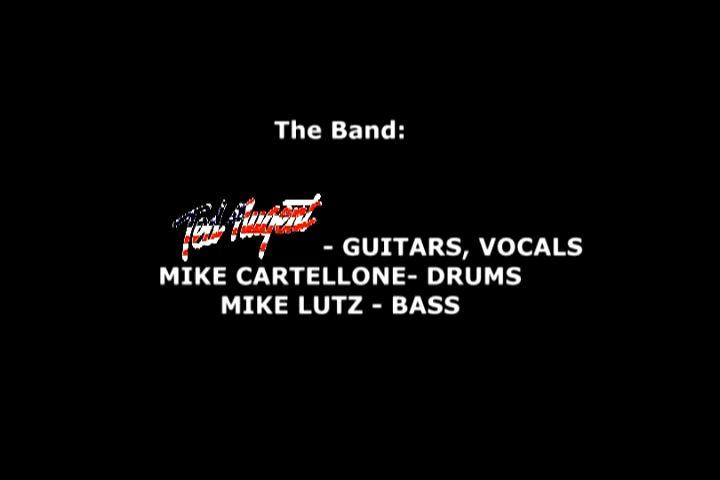 The Band:
Ted Nugent - GUITARS, VOCALS
MIKE CARTELLONE- DRUMS
MIKE LUTZ - BASS